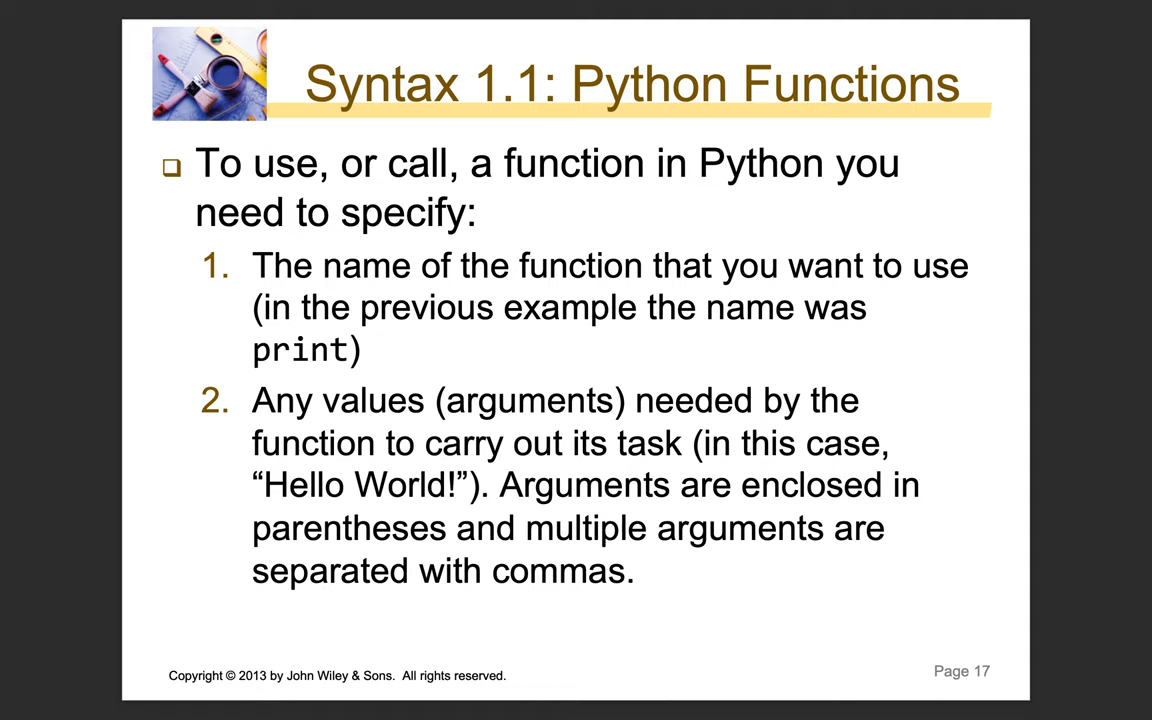 Syntax 1.1: Python Functions
❑ To use, or call, a function in Python you
need to specify:
1. The name of the function that you want to use
(in the previous example the name was
print)
2. Any values (arguments) needed by the
function to carry out its task (in this case,
“Hello World!”). Arguments are enclosed in
parentheses and multiple arguments are
separated with commas.
Copyright © 2013 by John Wiley & Sons. All rights reserved.
Page 17